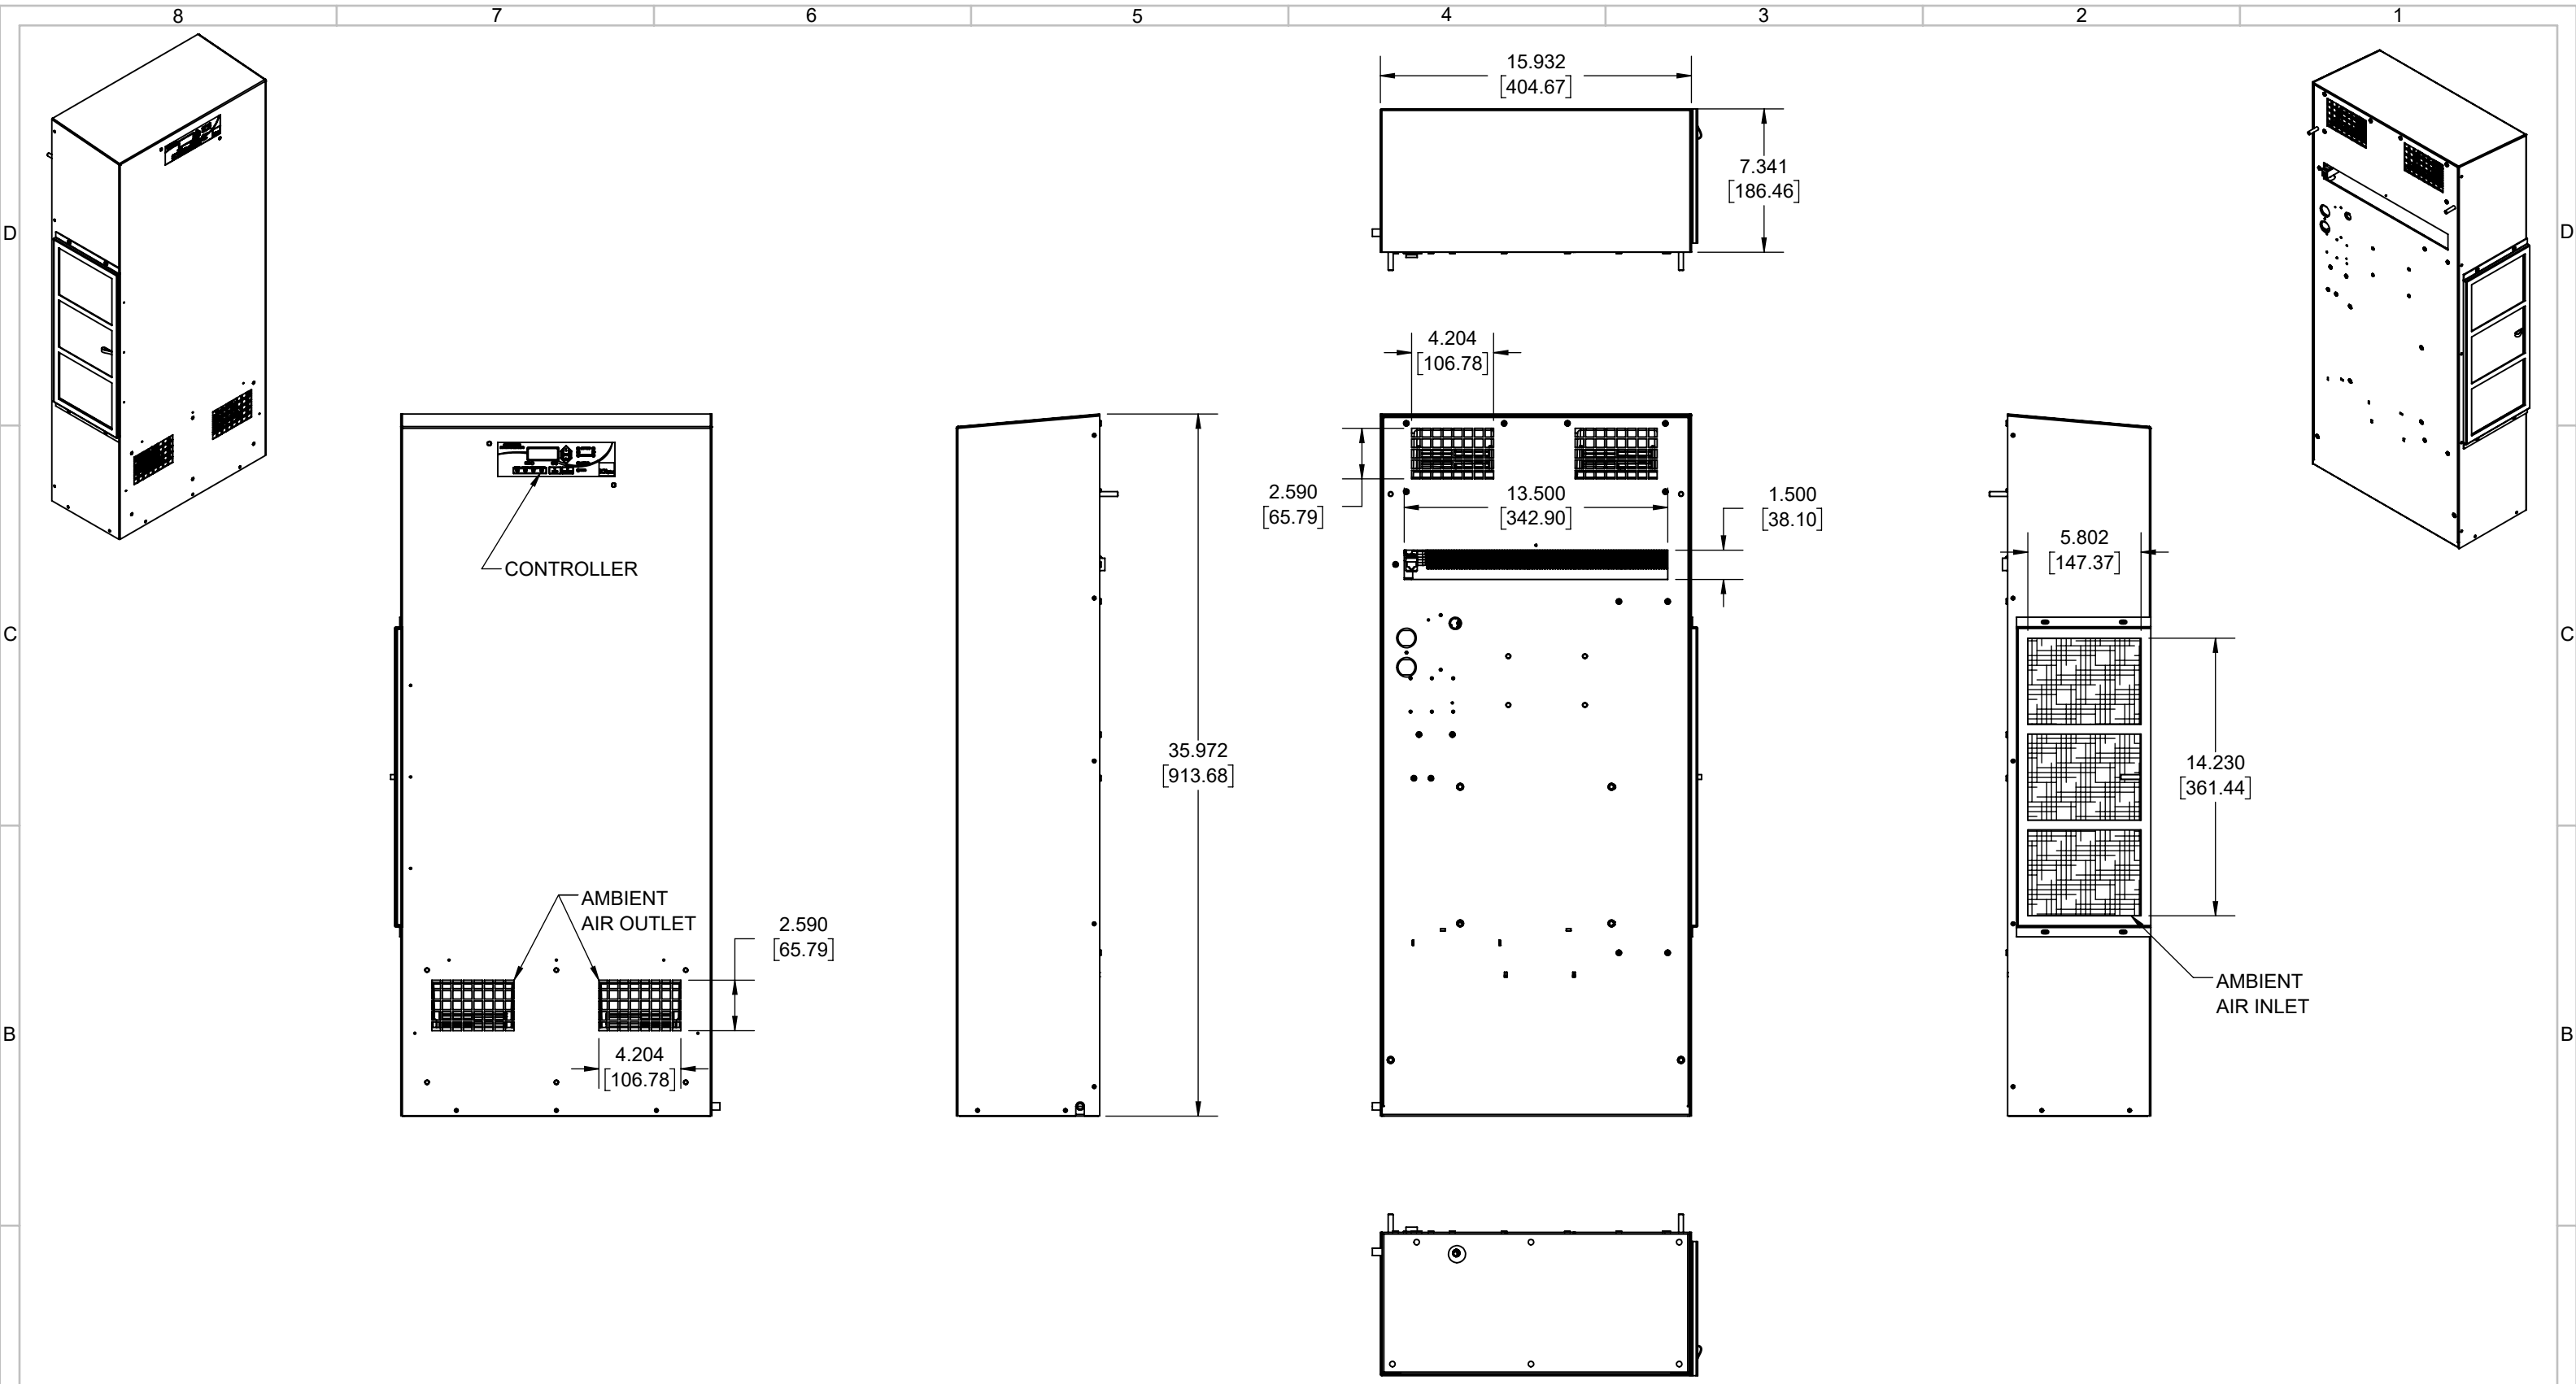 8 7 6 5 4 3 2 1
15.932
[404.67]
7.341
[186.46]
D D
4.204
[106.78]
2.590
[65.79]
13.500
[342.90]
1.500
[38.10]
5.802
[147.37]
CONTROLLER
C C
35.972
[913.68]
14.230
[361.44]
AMBIENT
AIR OUTLET
2.590
[65.79]
AMBIENT
AIR INLET
B B
4.204
[106.78]